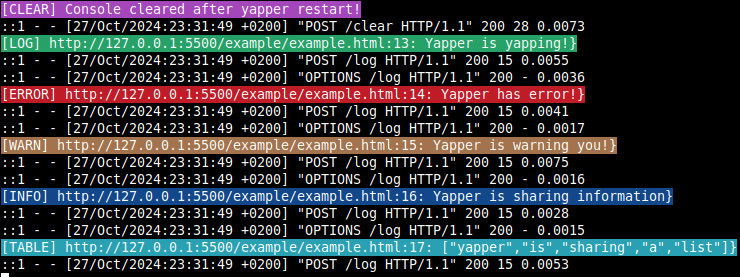 [CLEAR] Console cleared after yapper restart!
::1 - - [27/Oct/2024:23:31:49 +0200] "POST /clear HTTP/1.1" 200 28 0.0073
[LOG] http://127.0.0.1:5500/example/example.html:13: Yapper is yapping!}
::1 - - [27/Oct/2024:23:31:49 +0200] "POST /log HTTP/1.1" 200 15 0.0055
::1 - - [27/Oct/2024:23:31:49 +0200] "OPTIONS /log HTTP/1.1" 200 - 0.0036
[ERROR] http://127.0.0.1:5500/example/example.html:14: Yapper has error!}
::1 - - [27/Oct/2024:23:31:49 +0200] "POST /log HTTP/1.1" 200 15 0.0041
::1 - - [27/Oct/2024:23:31:49 +0200] "OPTIONS /log HTTP/1.1" 200 - 0.0017
[WARN] http://127.0.0.1:5500/example/example.html:15: Yapper is warning you!}
::1 - - [27/Oct/2024:23:31:49 +0200] "POST /log HTTP/1.1" 200 15 0.0075
::1 - - [27/Oct/2024:23:31:49 +0200] "OPTIONS /log HTTP/1.1" 200 - 0.0016
[INFO] http://127.0.0.1:5500/example/example.html:16: Yapper is sharing information}
::1 - - [27/Oct/2024:23:31:49 +0200] "POST /log HTTP/1.1" 200 15 0.0028
::1 - - [27/Oct/2024:23:31:49 +0200] "OPTIONS /log HTTP/1.1" 200 - 0.0015
[TABLE] http://127.0.0.1:5500/example/example.html:17: ["yapper","is","sharing","a","list"]}
::1 - - [27/Oct/2024:23:31:49 +0200] "POST /log HTTP/1.1" 200 15 0.0053